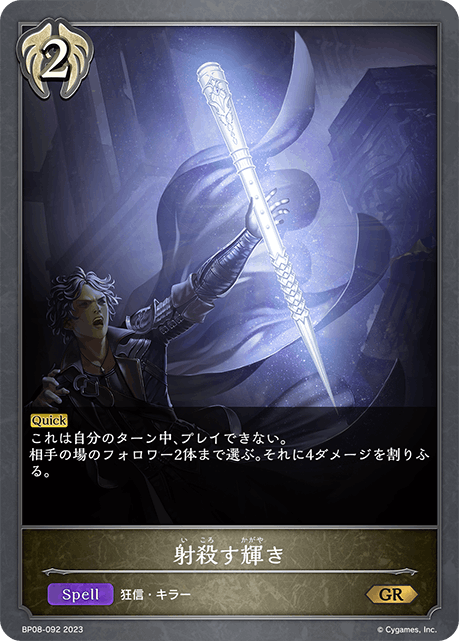 2
Quick
これは自分のターン中、プレイできない。
相手の場のフォロワー2体まで選ぶ。それに4ダメージを割りふ
る。
い ころ かがや
射殺す輝き
Spell 狂信・キラー GR
BP08-092 2023 © Cygames, Inc.